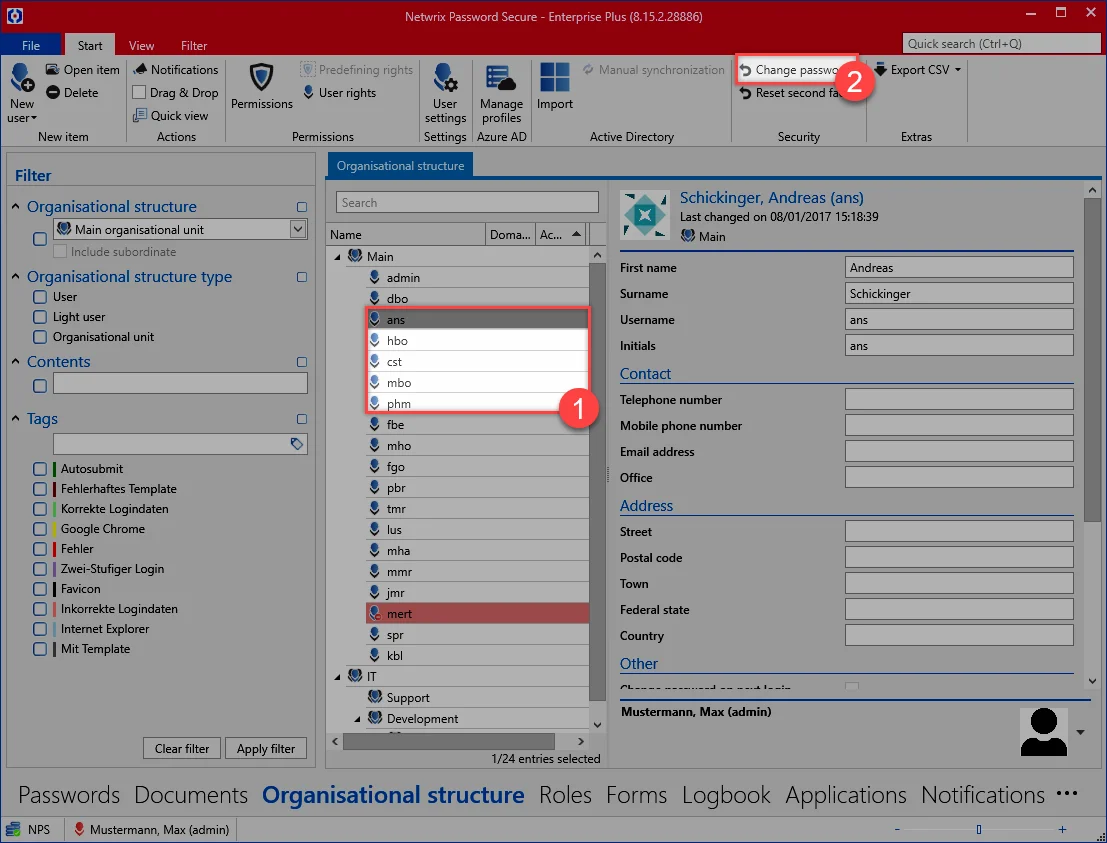 Netwrix Password Secure - Enterprise Plus (8.15.2.28886)
File
Start
View
Filter
Quick search (Ctrl+Q)
New user
Open item
Delete
New item
Notifications
Drag & Drop
Quick view
Actions
Permissions
Predefining rights
User rights
Permissions
User settings
Settings
Manage profiles
Azure AD
Import
Manual synchronization
Active Directory
Change passwo
2
Reset second fa
Security
Export CSV
Extras
Filter
Organisational structure
Main organisational unit
Include subordinate
Organisational structure type
User
Light user
Organisational unit
Contents
Tags
Autosubmit
Fehlerhaftes Template
Korrekte Logindaten
Google Chrome
Fehler
Zwei-Stufiger Login
Favicon
Inkorrekte Logindaten
Internet Explorer
Mit Template
Clear filter
Apply filter
Organisational structure
Search
Name
Doma...
Ac...
Main
admin
dbo
ans
hbo
cst
mbo
phm
1
fbe
mho
fgo
pbr
tmr
lus
mha
mmr
jmr
mert
spr
kbl
IT
Support
Development
1/24 entries selected
Schickinger, Andreas (ans)
Last changed on 08/01/2017 15:18:39
Main
First name
Andreas
Surname
Schickinger
Username
ans
Initials
ans
Contact
Telephone number
Mobile phone number
Email address
Office
Address
Street
Postal code
Town
Federal state
Country
Other
Change password on next login
Mustermann, Max (admin)
Passwords
Documents
Organisational structure
Roles
Forms
Logbook
Applications
Notifications
•••
NPS
Mustermann, Max (admin)
- +